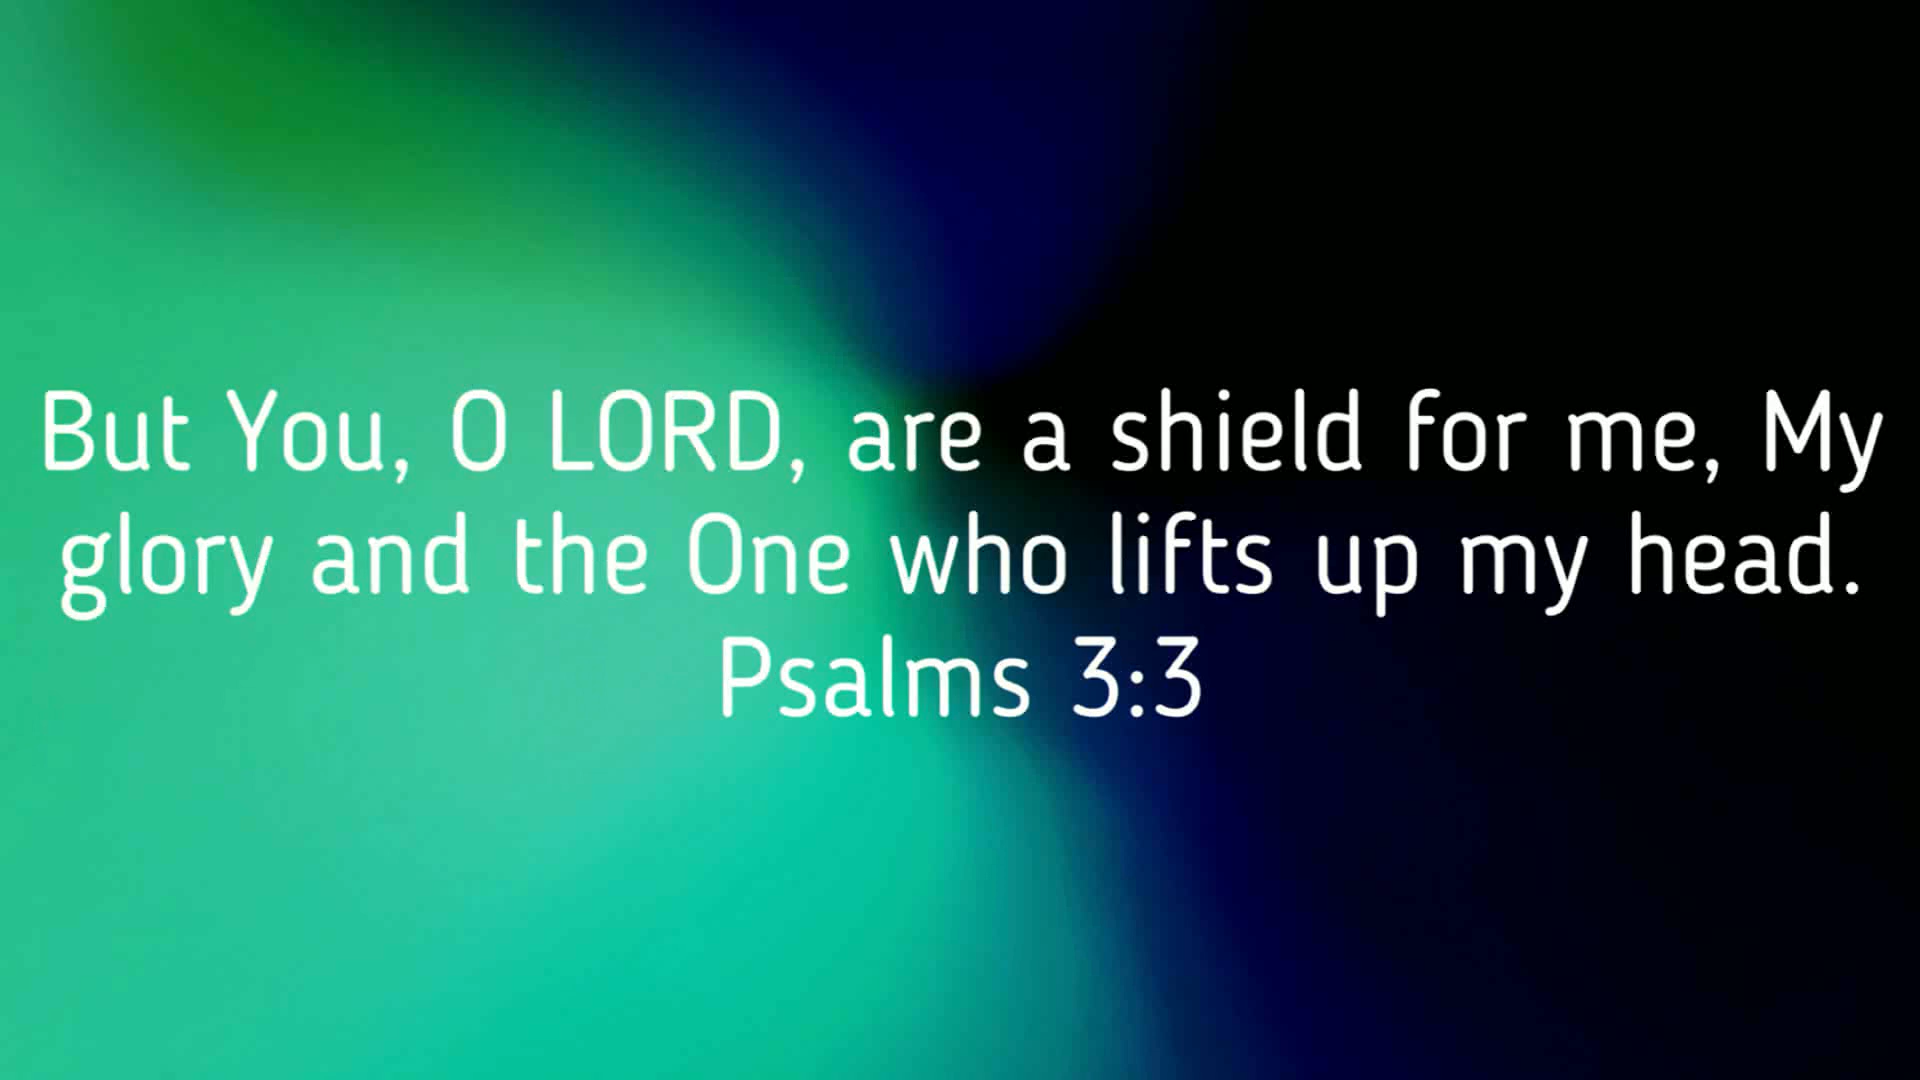 But You, O LORD, are a shield for me, My
glory and the One who lifts up my head.
Psalms 3:3